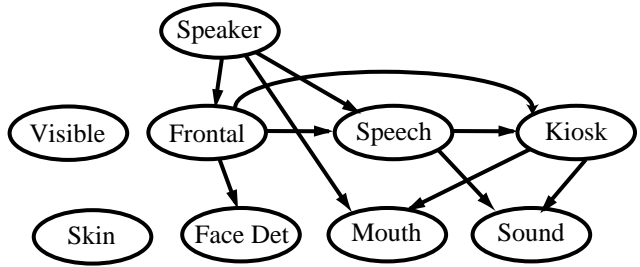 Speaker
Visible
Frontal
Speech
Kiosk
Skin
Face Det
Mouth
Sound